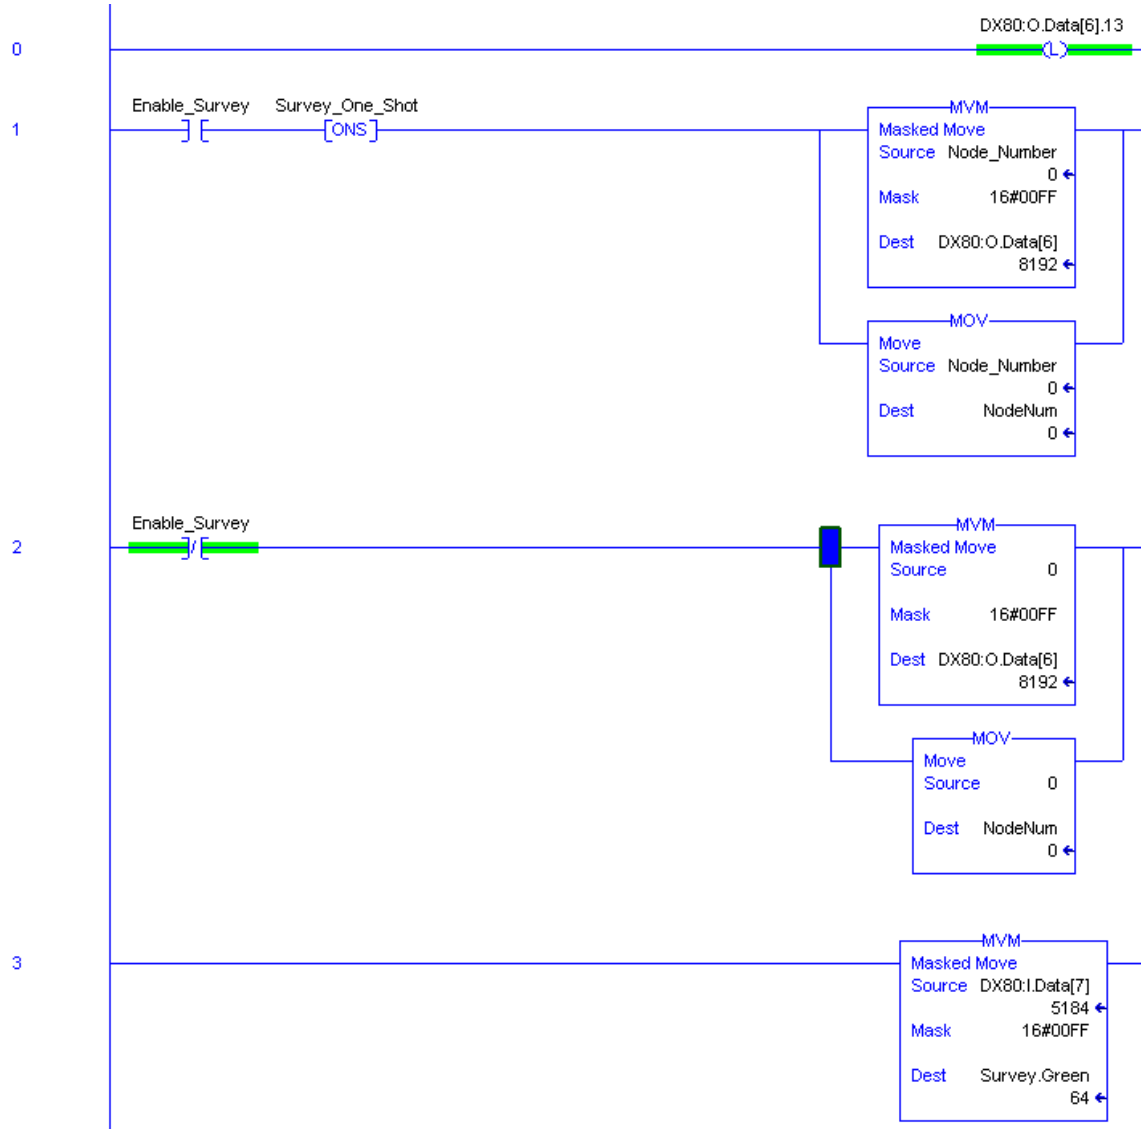 DX80:O.Data[6].13
0
(L)
Enable_Survey Survey_One_Shot
1
[ONS]
MVM
Masked Move
Source Node_Number
0
Mask 16#00FF
Dest DX80:O.Data[6]
8192
MOV
Move
Source Node_Number
0
Dest NodeNum
0
Enable_Survey
2
MVM
Masked Move
Source 0
Mask 16#00FF
Dest DX80:O.Data[6]
8192
MOV
Move
Source 0
Dest NodeNum
0
3
MVM
Masked Move
Source DX80:I.Data[7]
5184
Mask 16#00FF
Dest Survey.Green
64